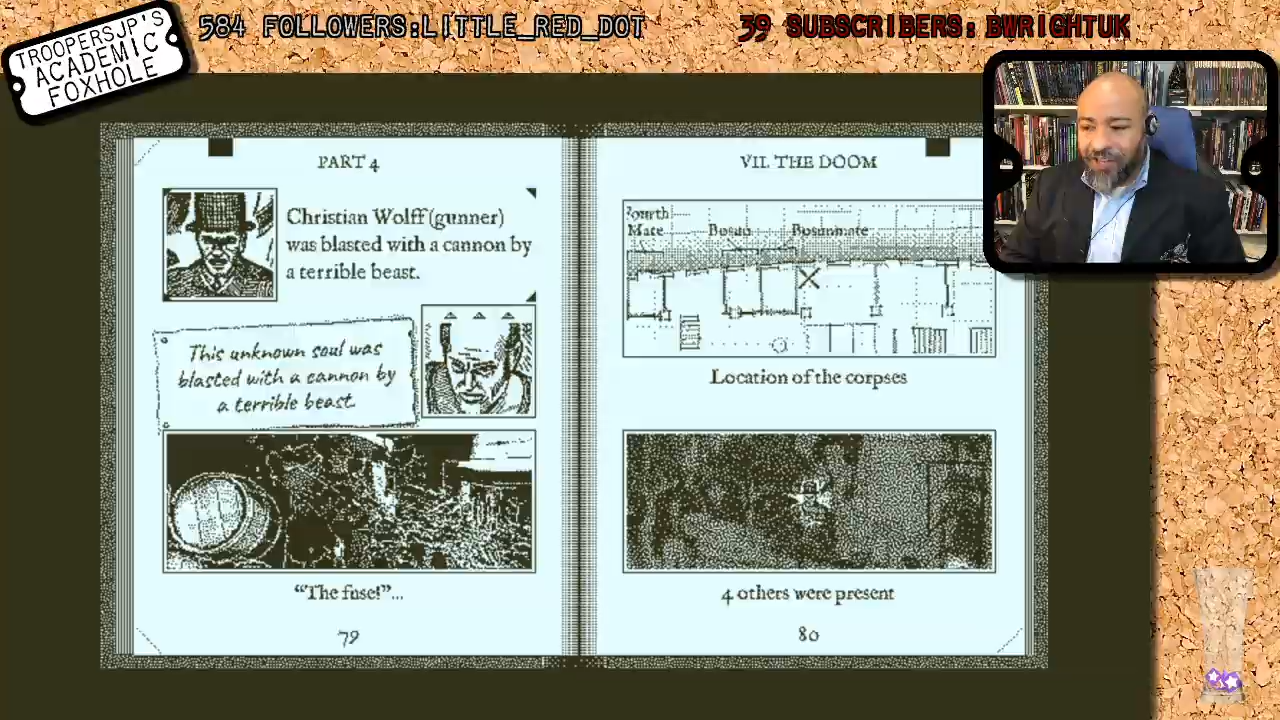 TROOPERSJP'S
ACADEMIC
FOXHOLE
584 FOLLOWERS:LITTLE_RED_DOT
39 SUBSCRIBERS: BWRIGHTUK
PART 4
Christian Wolff (gunner)
was blasted with a cannon by
a terrible beast.
This unknown soul was
blasted with a cannon by
a terrible beast.
"The fuse!"...
79
VII. THE DOOM
Fourth
Mate
Bosun
Bosunmate
Location of the corpses
4 others were present
80